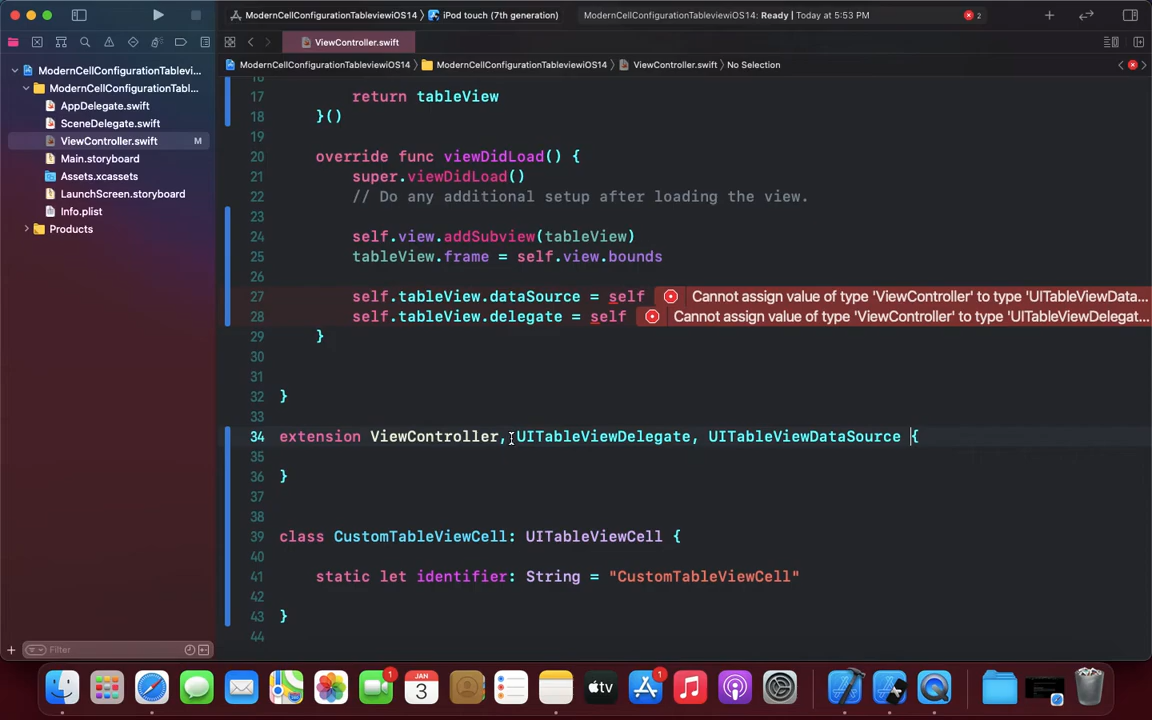 ModernCellConfigurationTableviewiOS14 › iPod touch (7th generation)
ModernCellConfigurationTableviewiOS14: Ready | Today at 5:53 PM
2
ViewController.swift
ModernCellConfigurationTableviewiOS14 › ModernCellConfigurationTableviewiOS14 › ViewController.swift › No Selection
ModernCellConfigurationTablevi...
ModernCellConfigurationTabl...
AppDelegate.swift
SceneDelegate.swift
ViewController.swift M
Main.storyboard
Assets.xcassets
LaunchScreen.storyboard
Info.plist
Products
Filter
16
17 return tableView
18 }()
19
20 override func viewDidLoad() {
21 super.viewDidLoad()
22 // Do any additional setup after loading the view.
23
24 self.view.addSubview(tableView)
25 tableView.frame = self.view.bounds
26
27 self.tableView.dataSource = self Cannot assign value of type 'ViewController' to type 'UITableViewData...
28 self.tableView.delegate = self Cannot assign value of type 'ViewController' to type 'UITableViewDelegat...
29 }
30
31
32 }
33
34 extension ViewController, UITableViewDelegate, UITableViewDataSource {
35
36 }
37
38
39 class CustomTableViewCell: UITableViewCell {
40
41 static let identifier: String = "CustomTableViewCell"
42
43 }
44
1
JAN
3
tv
1